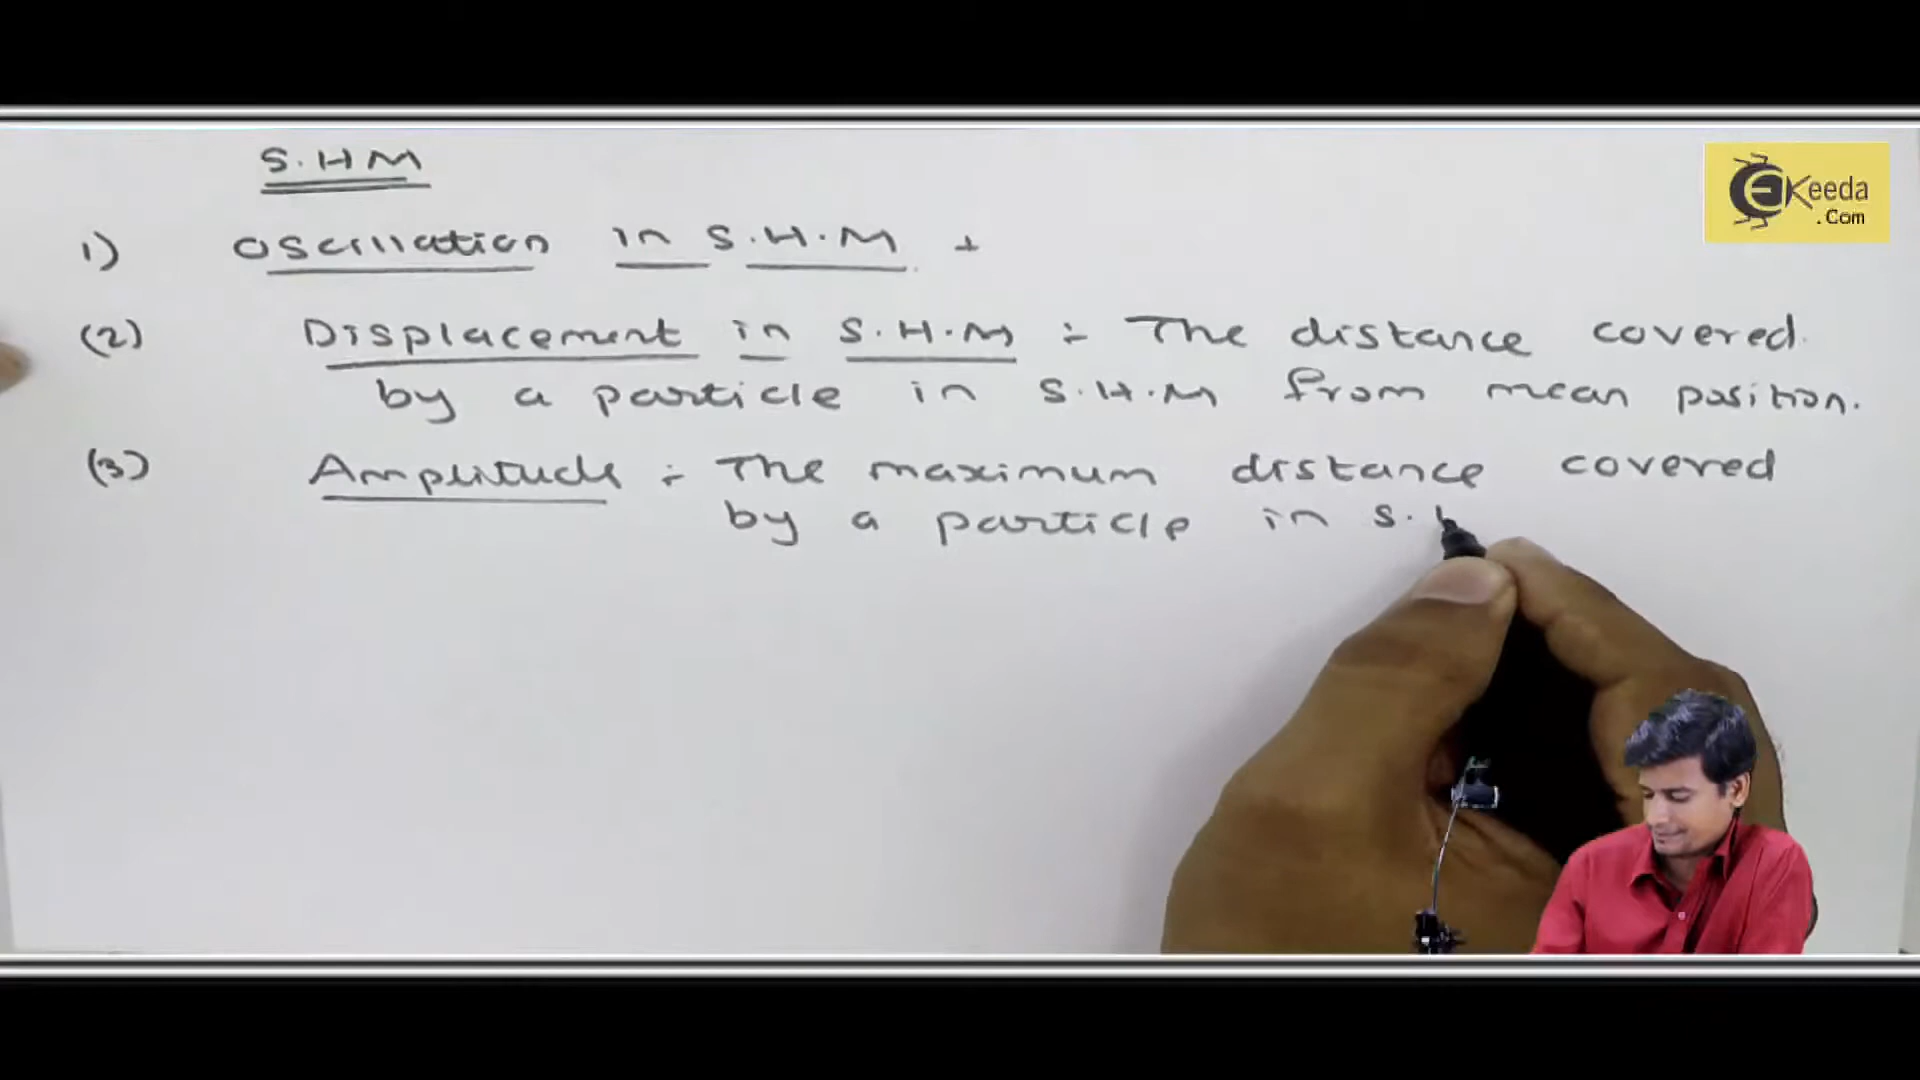 S.HM
1) Oscillation in S.H.M +
(2) Displacement in S.H.M :- The distance covered.
by a particle in S.H.M from mean position.
(3) Amplitude :- The maximum distance covered
by a particle in S.
EKeeda
.Com